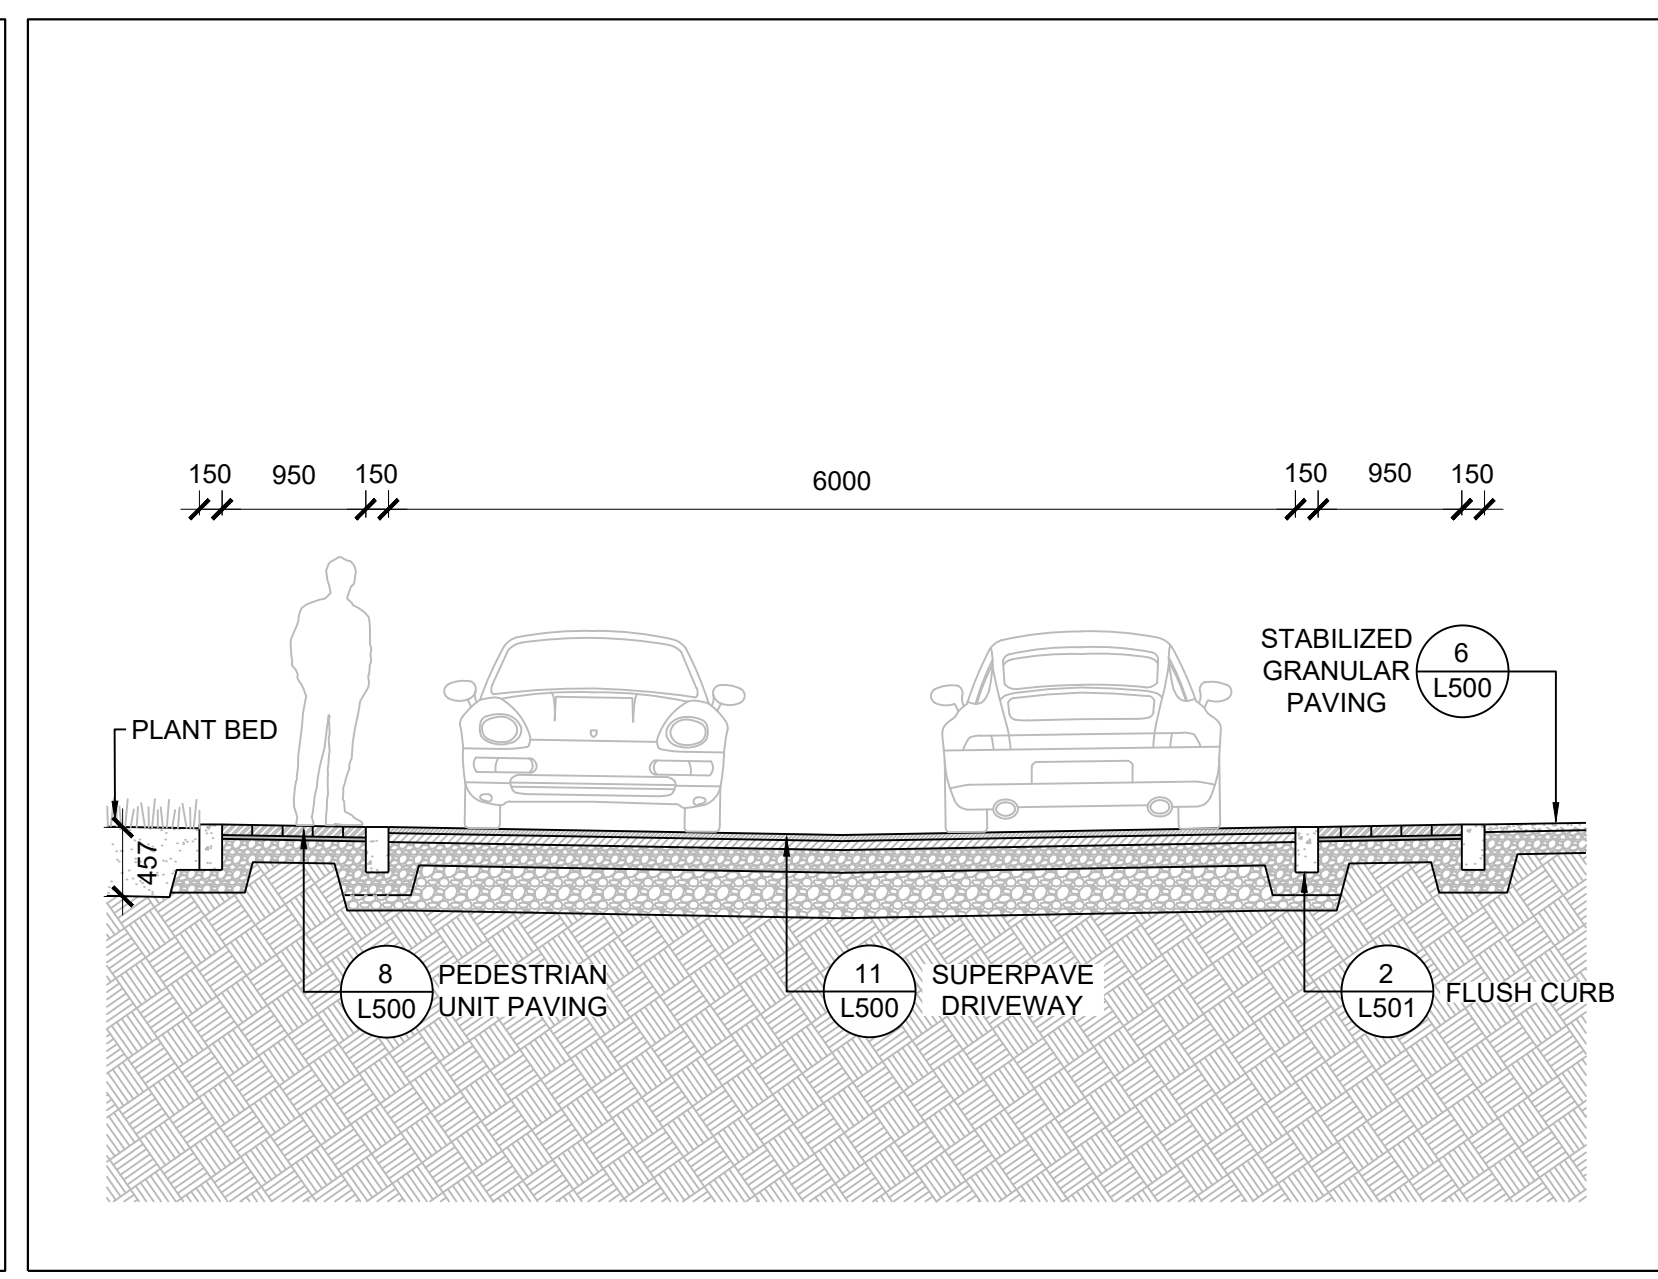 150 950 150 6000 150 950 150
STABILIZED
GRANULAR
PAVING
6
L500
PLANT BED
457
8
L500
PEDESTRIAN
UNIT PAVING
11
L500
SUPERPAVE
DRIVEWAY
2
L501
FLUSH CURB